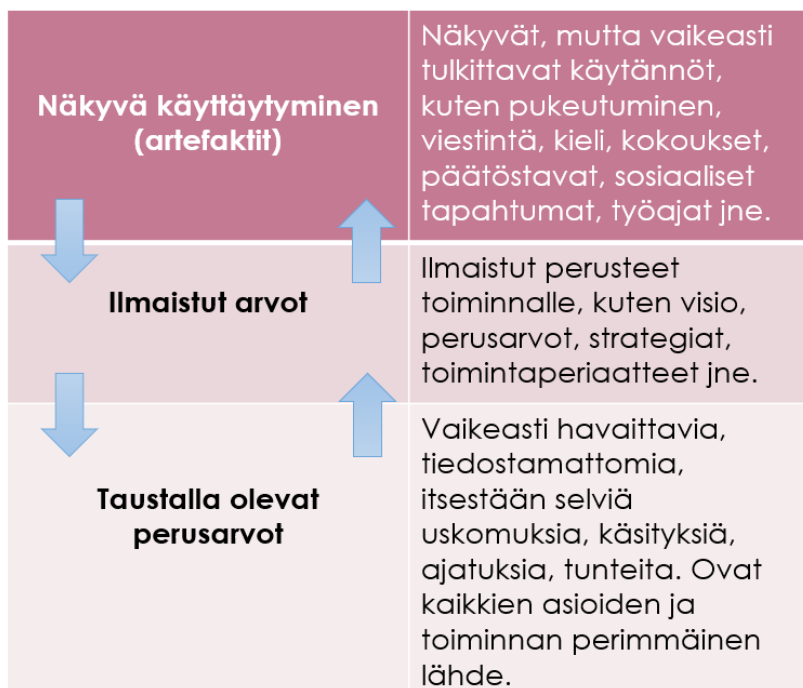 Näkyvä käyttäytyminen
(artefaktit)
Näkyvät, mutta vaikeasti
tulkittavat käytännöt,
kuten pukeutuminen,
viestintä, kieli, kokoukset,
päätöstavat, sosiaaliset
tapahtumat, työajat jne.
Ilmaistut arvot
Ilmaistut perusteet
toiminnalle, kuten visio,
perusarvot, strategiat,
toimintaperiaatteet jne.
Taustalla olevat
perusarvot
Vaikeasti havaittavia,
tiedostamattomia,
itsestään selviä
uskomuksia, käsityksiä,
ajatuksia, tunteita. Ovat
kaikkien asioiden ja
toiminnan perimmäinen
lähde.